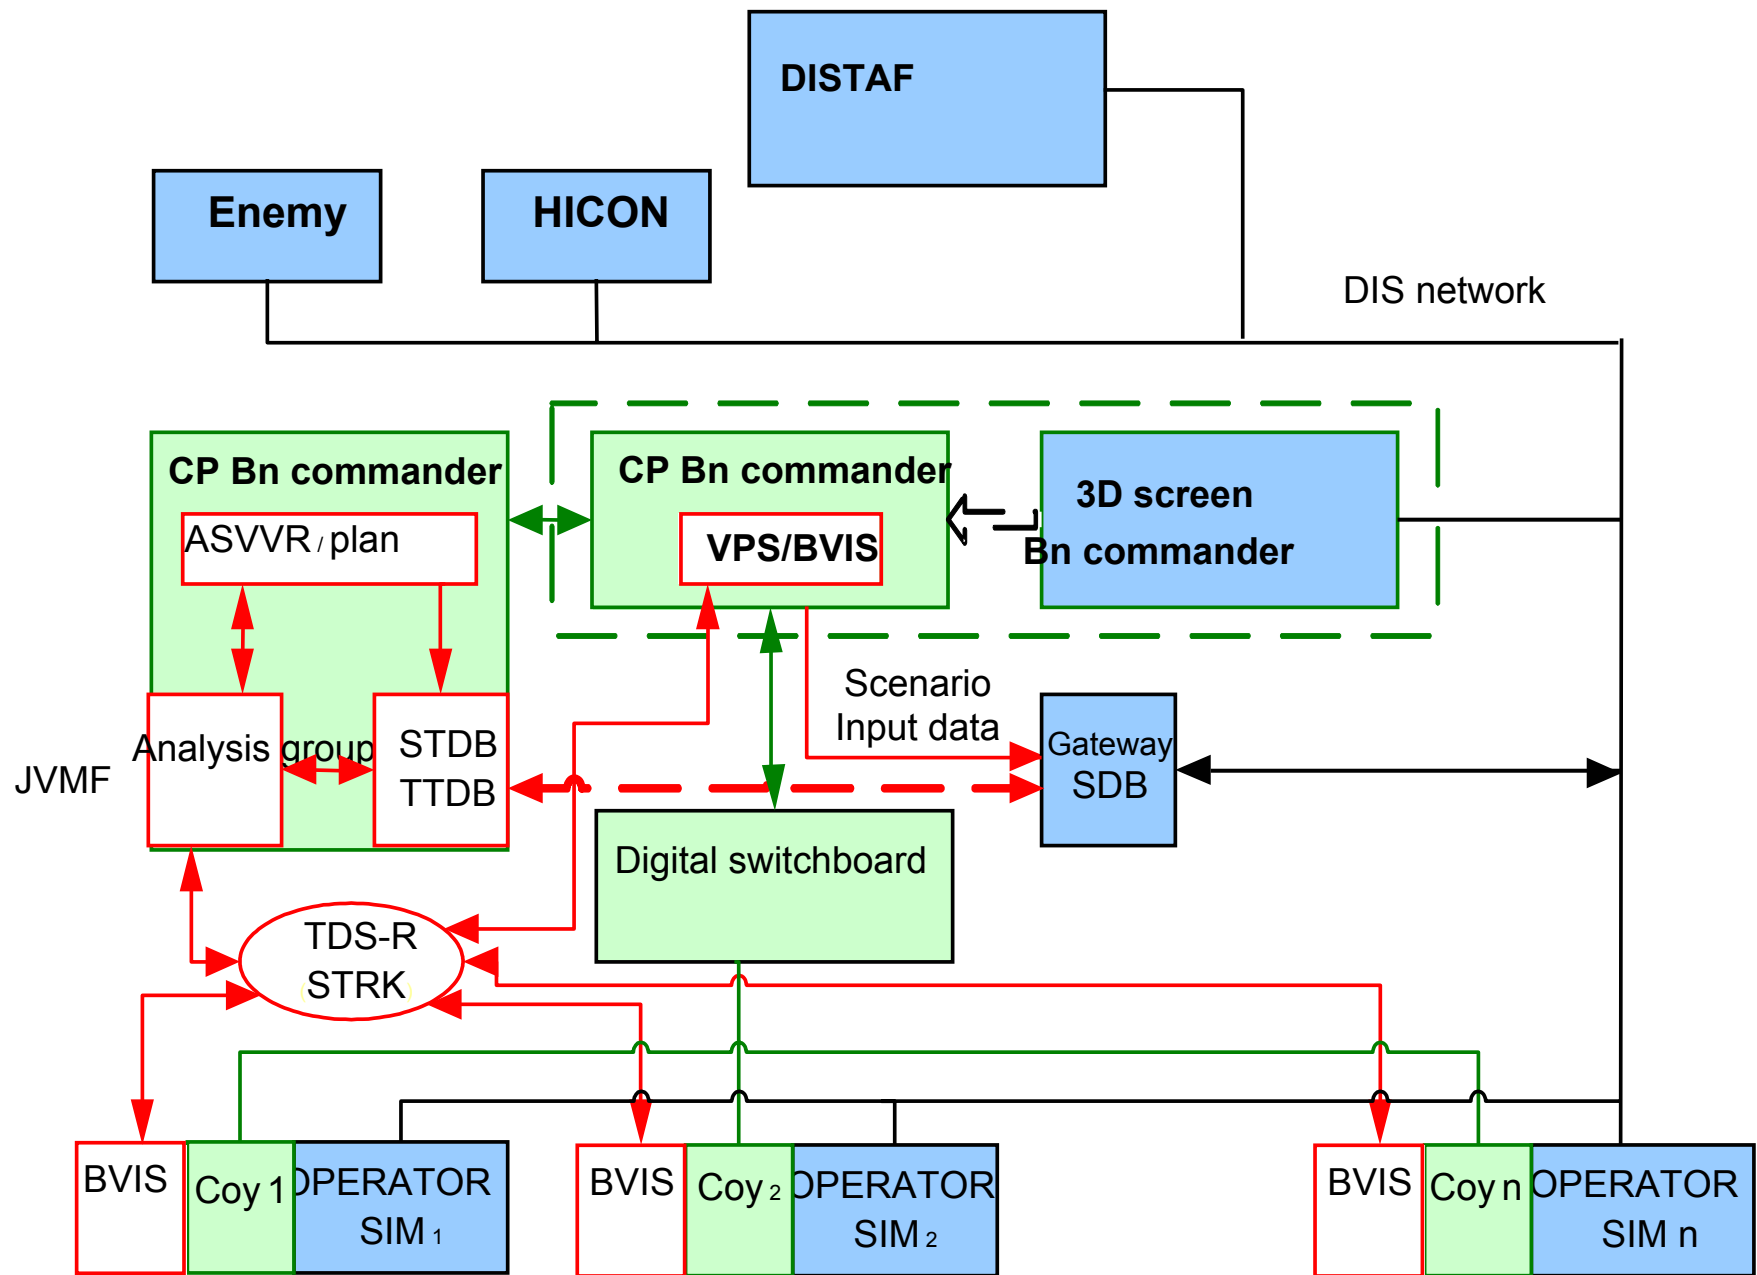 DISTAF
Enemy
HICON
DIS network
CP Bn commander
ASVVR / plan
CP Bn commander
VPS/BVIS
3D screen
Bn commander
Scenario
Input data
Analysis group
STDB
TTDB
JVMF
Gateway
SDB
Digital switchboard
TDS-R
(STRK)
BVIS
Coy 1
OPERATOR
SIM 1
BVIS
Coy 2
OPERATOR
SIM 2
BVIS
Coy n
OPERATOR
SIM n